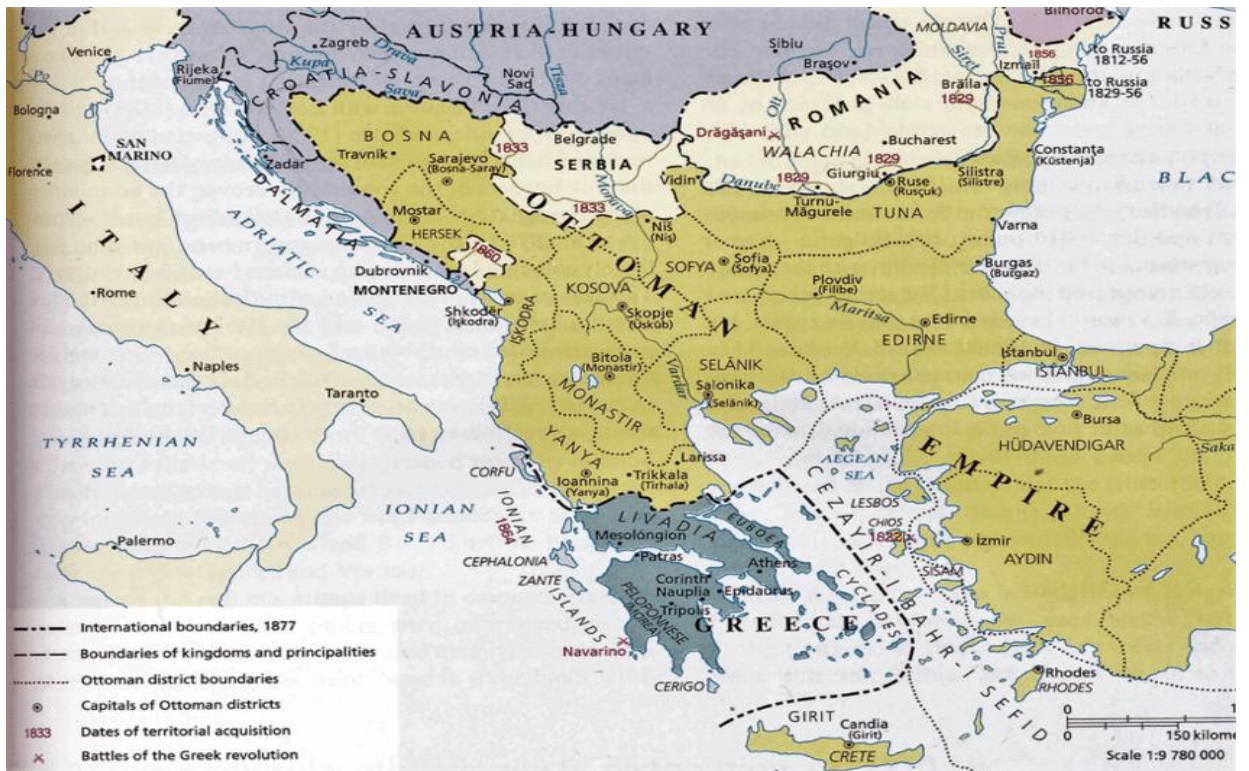 AUSTRIA-HUNGARY
MOLDAVIA
Bilhorod
RUSS
Venice
Po
Bologna
Florence
SAN
MARINO
Rijeka
(Fiume)
Zagreb
Kupa
Drava
Sava
CROATIA-SLAVONIA
Novi
Sad
Tisza
Sibiu
Braşov
Olt
Siret
Prut
1856
Izmaïl
1856
to Russia
1812-56
to Russia
1829-56
Brăila
1829
ROMANIA
Drăgăşani
WALACHIA
Bucharest
1829
1829
Giurgiu
Danube
Turnu-
Măgurele
Ruse
(Rusçuk)
Silistra
(Silistre)
Constanţa
(Küstenja)
BLAC
BOSNA
Travnik
Sarajevo
(Bosna-Saray)
1833
Belgrade
SERBIA
Morava
1833
Vidin
Zadar
DALMATIA
ADRIATIC
SEA
Mostar
HERSEK
1860
Dubrovnik
MONTENEGRO
OTTOMAN
EMPIRE
Niš
(Niş)
SOFYA
Sofia
(Sofya)
TUNA
Varna
Burgas
(Burgaz)
Plovdiv
(Filibe)
Maritsa
Edirne
EDIRNE
KOSOVA
Shkodër
(İşkodra)
IŞKODRA
Skopje
(Üsküb)
Bitola
(Monastir)
MONASTIR
Vardar
SELÂNIK
Salonika
(Selânik)
İstanbul
ISTANBUL
Bursa
HÜDAVENDIGAR
Saka
ITALY
Rome
Naples
Taranto
TYRRHENIAN
SEA
Palermo
IONIAN
SEA
CORFU
YANYA
Ioannina
(Yanya)
Larissa
Trikkala
(Tirhala)
IONIAN
ISLANDS
1864
CEPHALONIA
ZANTE
LIVADIA
EUBOEA
Mesolóngion
Patras
Athens
Corinth
Nauplia
Epidaurus
Tripolis
PELOPONNESE
(MOREA)
GREECE
Navarino
CERIGO
CYCLADES
AEGEAN
SEA
LESBOS
CHIOS
1822
SISAM
İzmir
AYDIN
CEZAYİR-İ BAHR-İ SEFID
Rhodes
RHODES
GIRIT
Candia
(Girit)
CRETE
International boundaries, 1877
Boundaries of kingdoms and principalities
Ottoman district boundaries
Capitals of Ottoman districts
1833 Dates of territorial acquisition
Battles of the Greek revolution
0
150 kilome
Scale 1:9 780 000